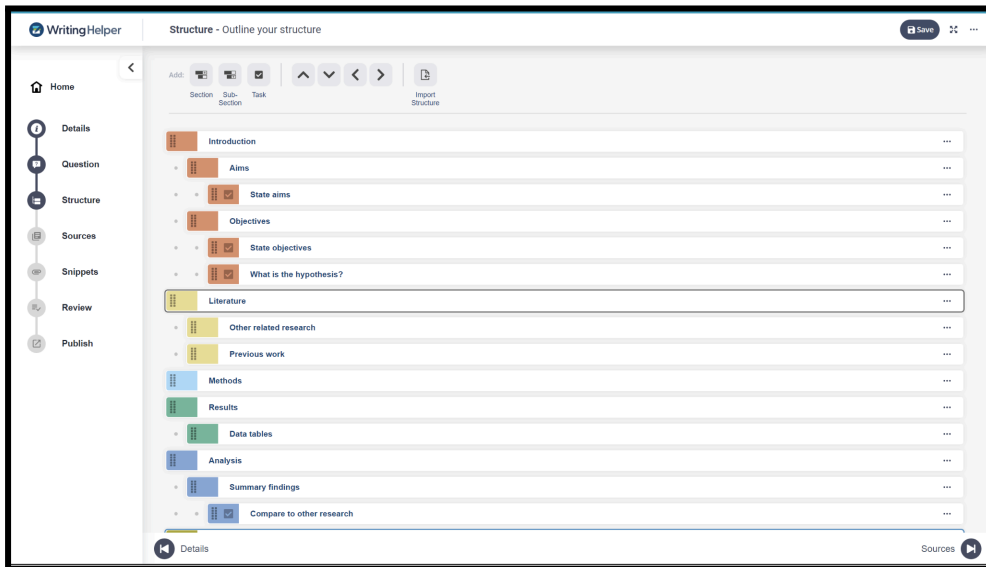 WritingHelper
Structure - Outline your structure
Save
Home
Details
Question
Structure
Sources
Snippets
Review
Publish
Add:
Section
Sub-
Section
Task
Import
Structure
Introduction
Aims
State aims
Objectives
State objectives
What is the hypothesis?
Literature
Other related research
Previous work
Methods
Results
Data tables
Analysis
Summary findings
Compare to other research
Details
Sources